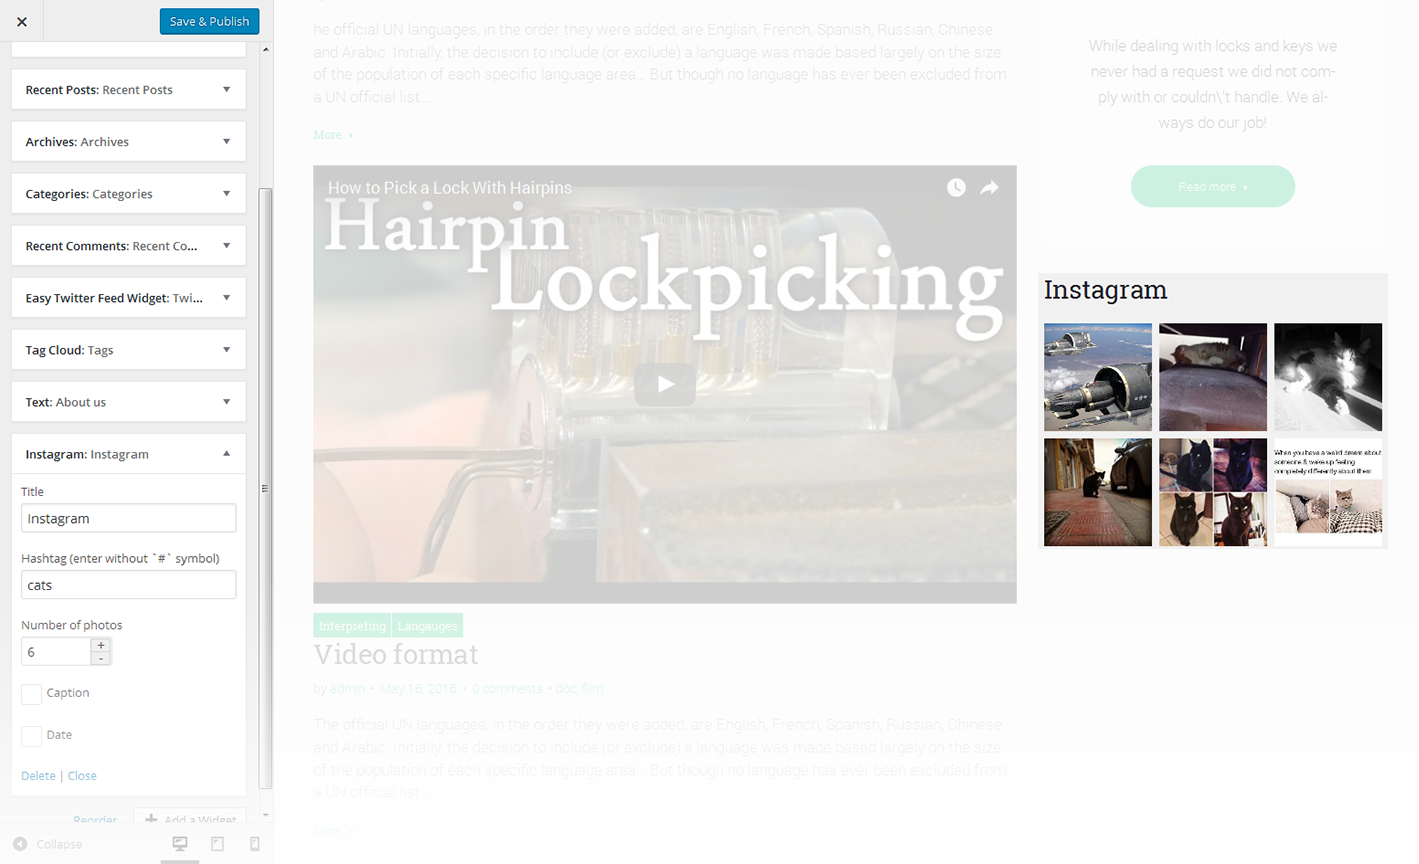 Save & Publish
Recent Posts: Recent Posts
Archives: Archives
Categories: Categories
Recent Comments: Recent Co...
Easy Twitter Feed Widget: Twi...
Tag Cloud: Tags
Text: About us
Instagram: Instagram
Title
Instagram
Hashtag (enter without `#` symbol)
cats
Number of photos
6
+
-
Caption
Date
Delete | Close
Reorder
Add a Widget
Collapse
he official UN languages, in the order they were added, are English, French, Spanish, Russian, Chinese
and Arabic. Initially, the decision to include (or exclude) a language was made based largely on the size
of the population of each specific language area... But though no language has ever been excluded from
a UN official list...
More
How to Pick a Lock With Hairpins
Hairpin
Lockpicking
Interpreting Langauges
Video format
by admin • May 16, 2016 • 0 comments • doc, film
The official UN languages, in the order they were added, are English, French, Spanish, Russian, Chinese
and Arabic. Initially, the decision to include (or exclude) a language was made based largely on the size
of the population of each specific language area... But though no language has ever been excluded from
a UN official list...
More
While dealing with locks and keys we
never had a request we did not com-
ply with or couldn\'t handle. We al-
ways do our job!
Read more
Instagram
When you have a weird dream about
someone & wake up feeling
completely differently about them